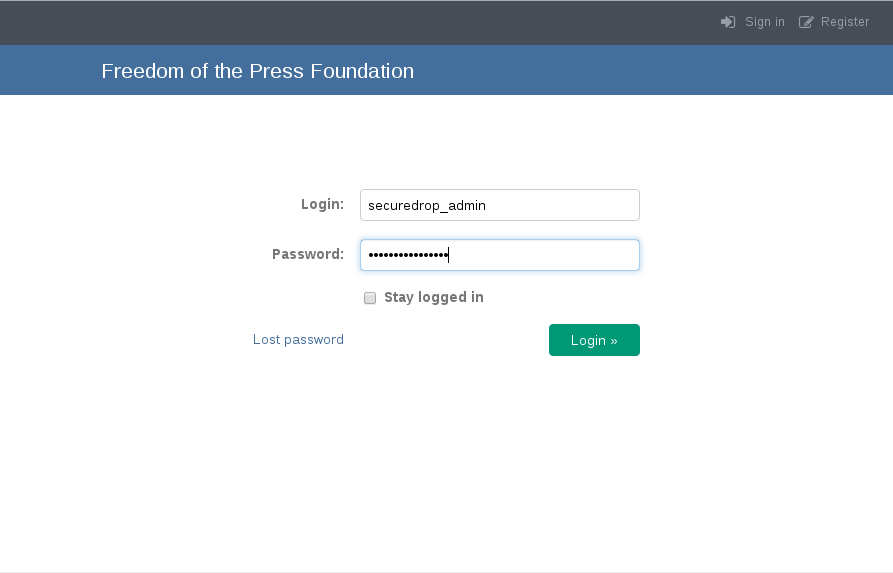 Sign in Register
Freedom of the Press Foundation
Login: securedrop_admin
Password: ••••••••••••••••
Stay logged in
Lost password Login »